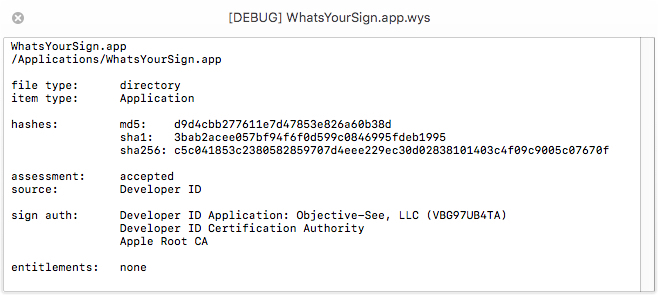 [DEBUG] WhatsYourSign.app.wys
WhatsYourSign.app
/Applications/WhatsYourSign.app
file type: directory
item type: Application
hashes: md5: d9d4cbb277611e7d47853e826a60b38d
sha1: 3bab2acee057bf94f6f0d599c0846995fdeb1995
sha256: c5c041853c2380582859707d4eee229ec30d02838101403c4f09c9005c07670f
assessment: accepted
source: Developer ID
sign auth: Developer ID Application: Objective-See, LLC (VBG97UB4TA)
Developer ID Certification Authority
Apple Root CA
entitlements: none